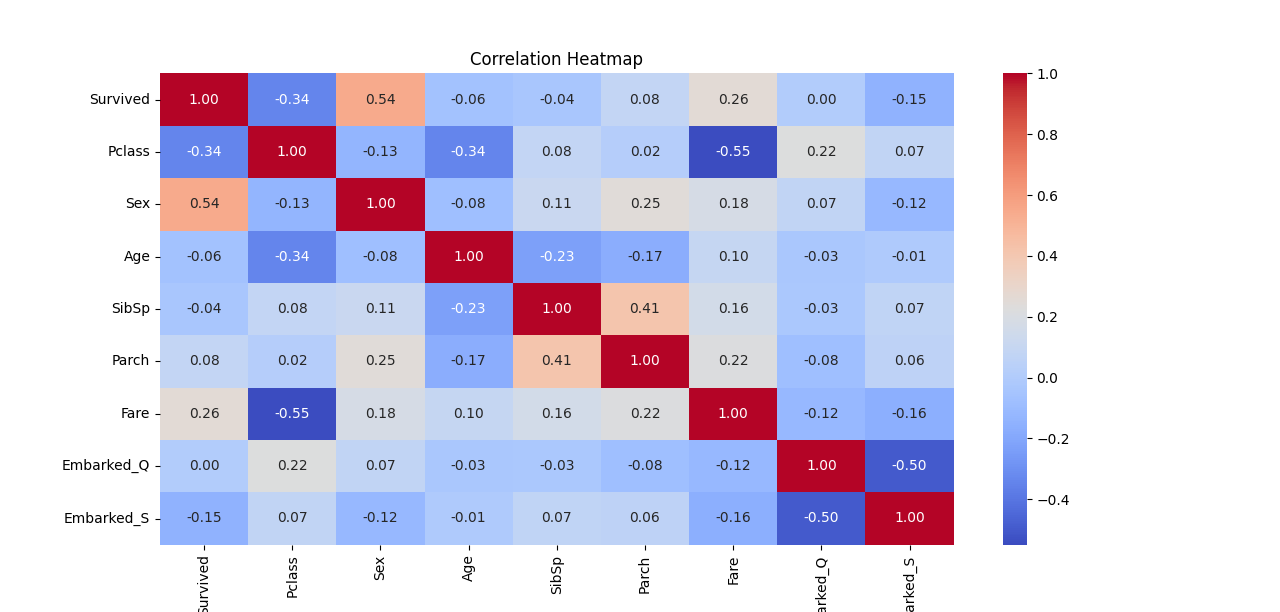 Correlation Heatmap
Survived 1.00 -0.34 0.54 -0.06 -0.04 0.08 0.26 0.00 -0.15
Pclass -0.34 1.00 -0.13 -0.34 0.08 0.02 -0.55 0.22 0.07
Sex 0.54 -0.13 1.00 -0.08 0.11 0.25 0.18 0.07 -0.12
Age -0.06 -0.34 -0.08 1.00 -0.23 -0.17 0.10 -0.03 -0.01
SibSp -0.04 0.08 0.11 -0.23 1.00 0.41 0.16 -0.03 0.07
Parch 0.08 0.02 0.25 -0.17 0.41 1.00 0.22 -0.08 0.06
Fare 0.26 -0.55 0.18 0.10 0.16 0.22 1.00 -0.12 -0.16
Embarked_Q 0.00 0.22 0.07 -0.03 -0.03 -0.08 -0.12 1.00 -0.50
Embarked_S -0.15 0.07 -0.12 -0.01 0.07 0.06 -0.16 -0.50 1.00
Survived Pclass Sex Age SibSp Parch Fare arked_Q arked_S
1.0
0.8
0.6
0.4
0.2
0.0
−0.2
−0.4